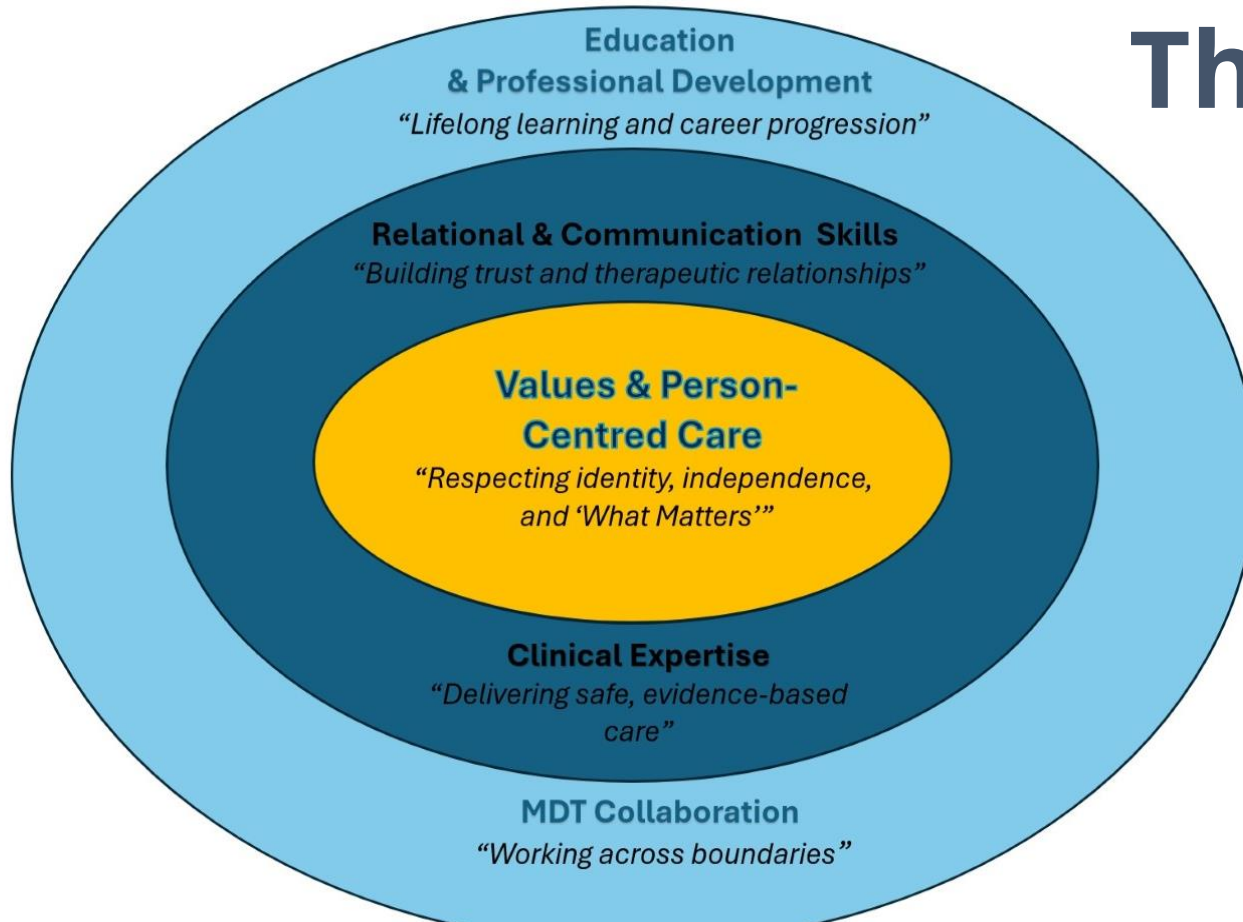 Education
& Professional Development
“Lifelong learning and career progression”
Th
Relational & Communication Skills
“Building trust and therapeutic relationships”
Values & Person-
Centred Care
“Respecting identity, independence,
and ‘What Matters’”
Clinical Expertise
“Delivering safe, evidence-based
care”
MDT Collaboration
“Working across boundaries”